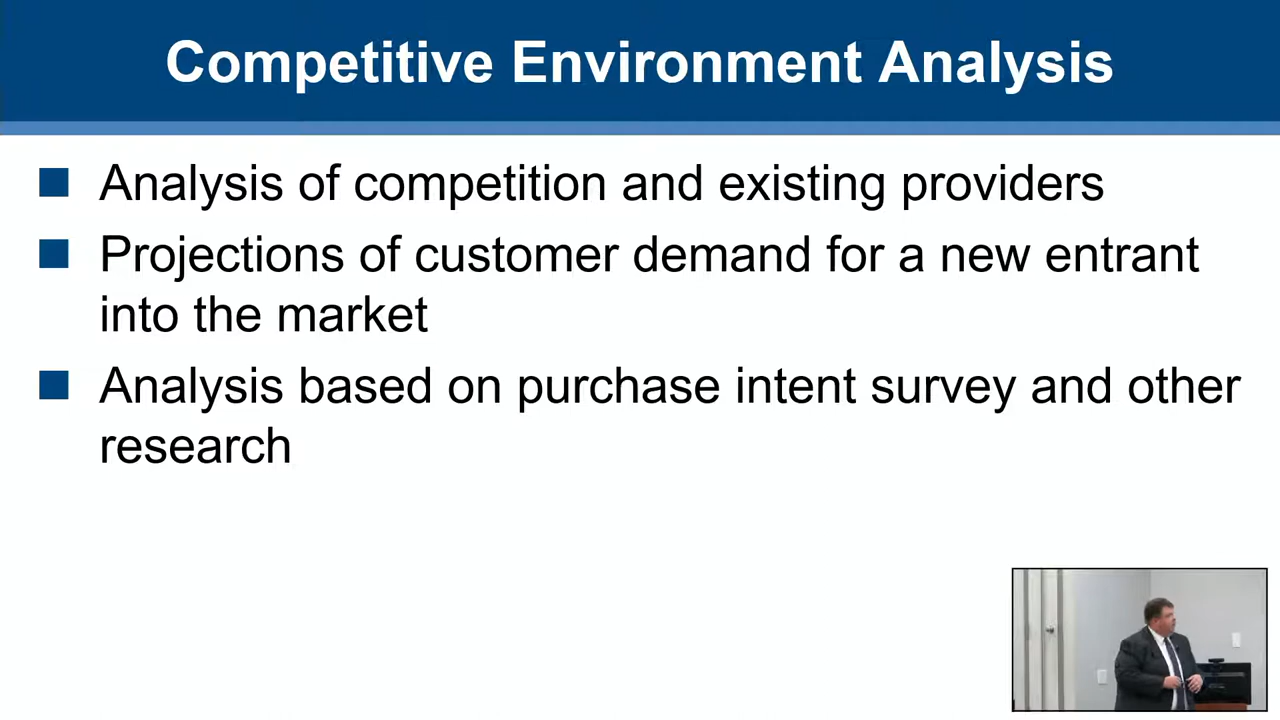 Competitive Environment Analysis
Analysis of competition and existing providers
Projections of customer demand for a new entrant
into the market
Analysis based on purchase intent survey and other
research